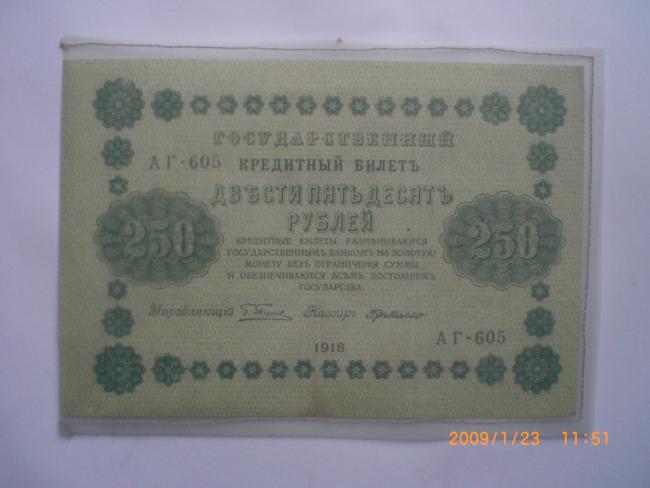 ГОСУДАРСТВЕННЫЙ
АГ-605 КРЕДИТНЫЙ БИЛЕТЪ
ДВѢСТИ ПЯТЬДЕСЯТЪ
РУБЛЕЙ
250 250
КРЕДИТНЫЕ БИЛЕТЫ РАЗМѢНИВАЮТСЯ
ГОСУДАРСТВЕННЫМЪ БАНКОМЪ НА ЗОЛОТУЮ
МОНЕТУ БЕЗЪ ОГРАНИЧЕНІЯ СУММЫ
И ОБЕЗПЕЧИВАЮТСЯ ВСѢМЪ ДОСТОЯНІЕМЪ
ГОСУДАРСТВА.
Управляющій Кассиръ
АГ-605
1918
2009/1/23 11:51